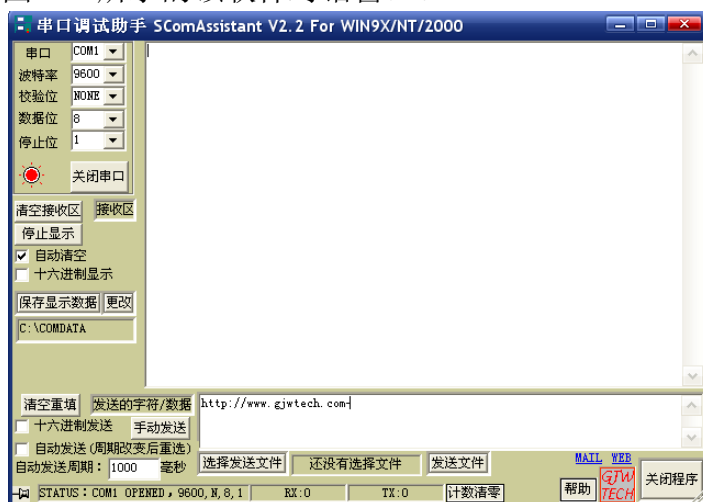 串口调试助手 SComAssistant V2.2 For WIN9X/NT/2000
串口 COM1
波特率 9600
校验位 NONE
数据位 8
停止位 1
关闭串口
清空接收区 接收区
停止显示
自动清空
十六进制显示
保存显示数据 更改
C:\COMDATA
清空重填 发送的字符/数据 http://www.gjwtech.com
十六进制发送 手动发送
自动发送(周期改变后重选)
自动发送周期: 1000 毫秒 选择发送文件 还没有选择文件 发送文件 MAIL WEB
STATUS:COM1 OPENED,9600,N,8,1 RX:0 TX:0 计数清零 帮助 GJW TECH 关闭程序